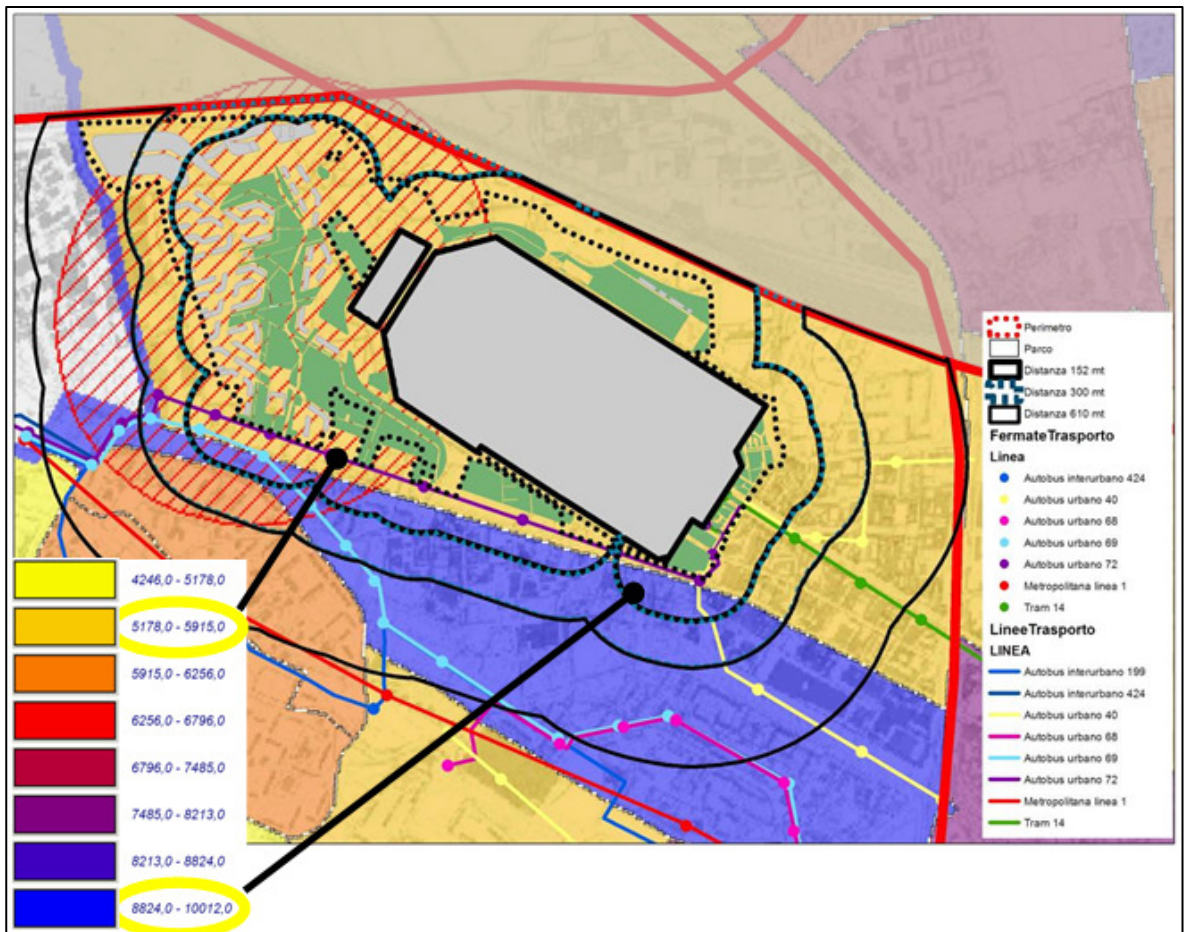 Perimetro
Parco
Distanza 152 mt
Distanza 300 mt
Distanza 610 mt
FermateTrasporto
Linea
Autobus interurbano 424
Autobus urbano 40
Autobus urbano 68
Autobus urbano 69
Autobus urbano 72
Metropolitana linea 1
Tram 14
LineeTrasporto
LINEA
Autobus interurbano 199
Autobus interurbano 424
Autobus urbano 40
Autobus urbano 68
Autobus urbano 69
Autobus urbano 72
Metropolitana linea 1
Tram 14
4246,0 - 5178,0
5178,0 - 5915,0
5915,0 - 6256,0
6256,0 - 6796,0
6796,0 - 7485,0
7485,0 - 8213,0
8213,0 - 8824,0
8824,0 - 10012,0